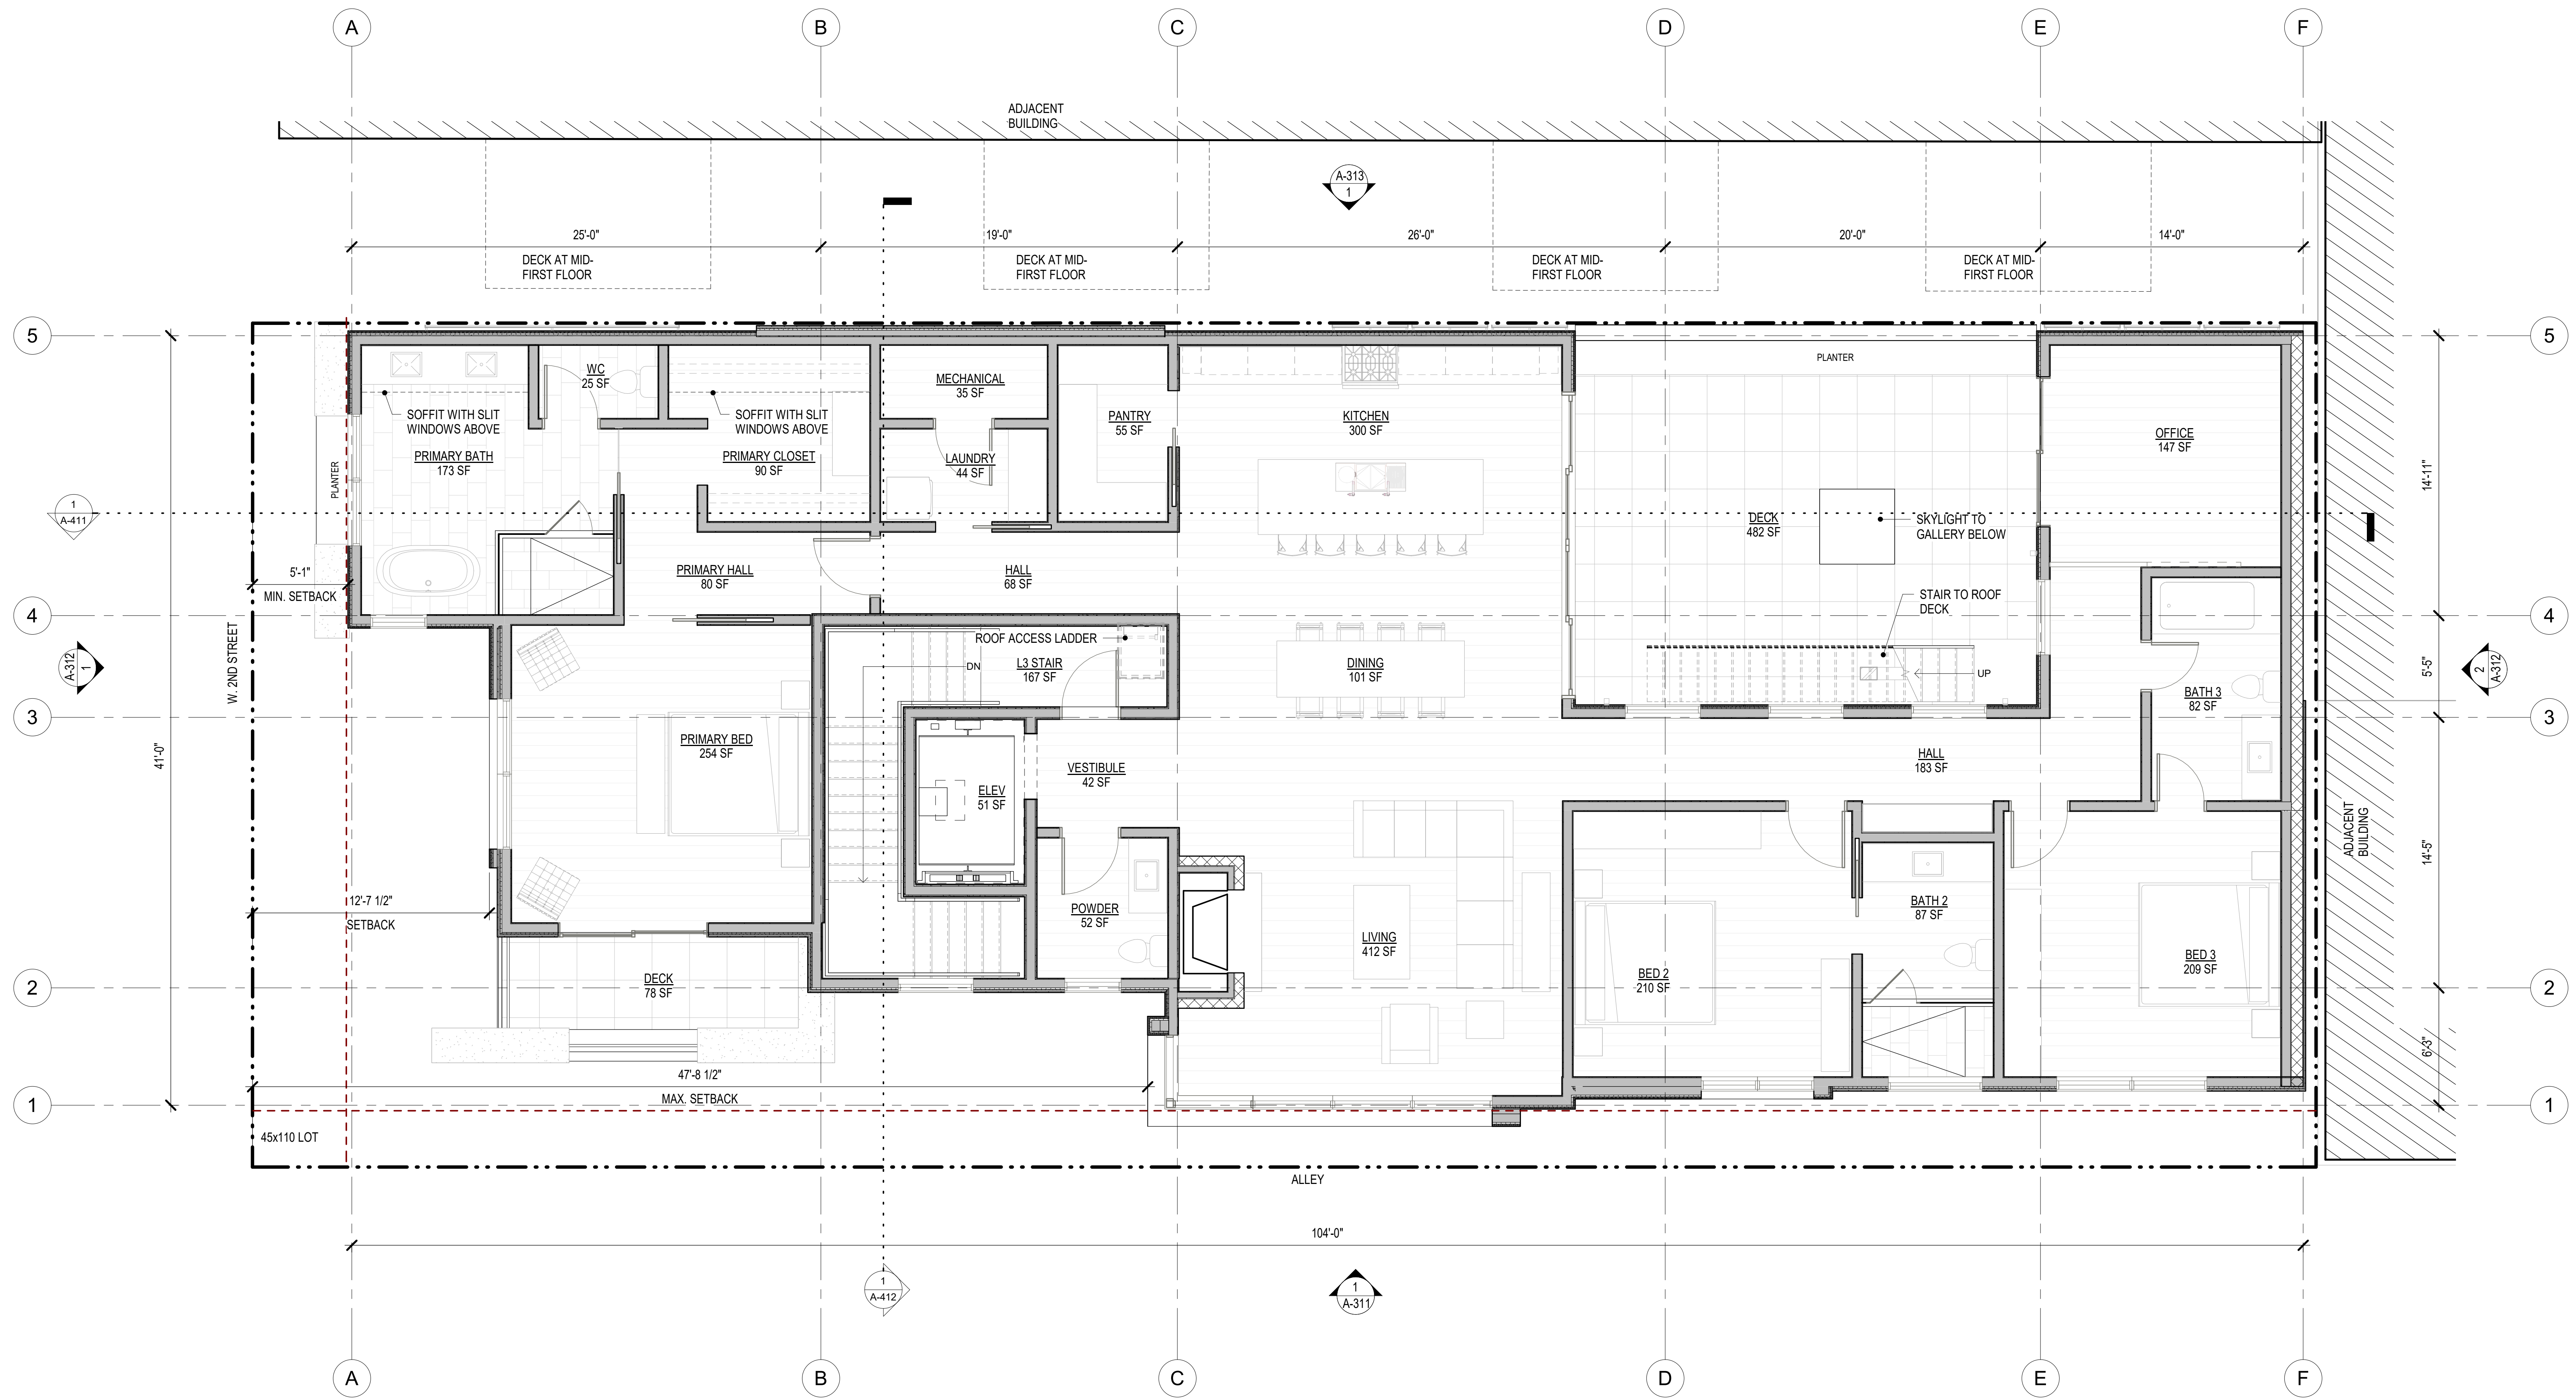 A
B
C
D
E
F
ADJACENT
BUILDING
A-313
1
25'-0"
19'-0"
26'-0"
20'-0"
14'-0"
DECK AT MID-
FIRST FLOOR
DECK AT MID-
FIRST FLOOR
DECK AT MID-
FIRST FLOOR
DECK AT MID-
FIRST FLOOR
5
5
WC
25 SF
MECHANICAL
35 SF
PLANTER
SOFFIT WITH SLIT
WINDOWS ABOVE
SOFFIT WITH SLIT
WINDOWS ABOVE
PANTRY
55 SF
KITCHEN
300 SF
OFFICE
147 SF
PRIMARY BATH
173 SF
PRIMARY CLOSET
90 SF
LAUNDRY
44 SF
PLANTER
14'-11"
1
A-411
DECK
482 SF
SKYLIGHT TO
GALLERY BELOW
5'-1"
MIN. SETBACK
PRIMARY HALL
80 SF
HALL
68 SF
STAIR TO ROOF
DECK
4
4
W. 2ND STREET
A-312
1
ROOF ACCESS LADDER
DN
L3 STAIR
167 SF
DINING
101 SF
UP
BATH 3
82 SF
5'-5"
2
A-312
3
3
41'-0"
PRIMARY BED
254 SF
VESTIBULE
42 SF
HALL
183 SF
ELEV
51 SF
ADJACENT
BUILDING
14'-5"
12'-7 1/2"
SETBACK
POWDER
52 SF
LIVING
412 SF
BATH 2
87 SF
DECK
78 SF
BED 2
210 SF
BED 3
209 SF
2
2
6'-3"
47'-8 1/2"
MAX. SETBACK
1
1
45x110 LOT
ALLEY
104'-0"
1
A-412
1
A-311
A
B
C
D
E
F